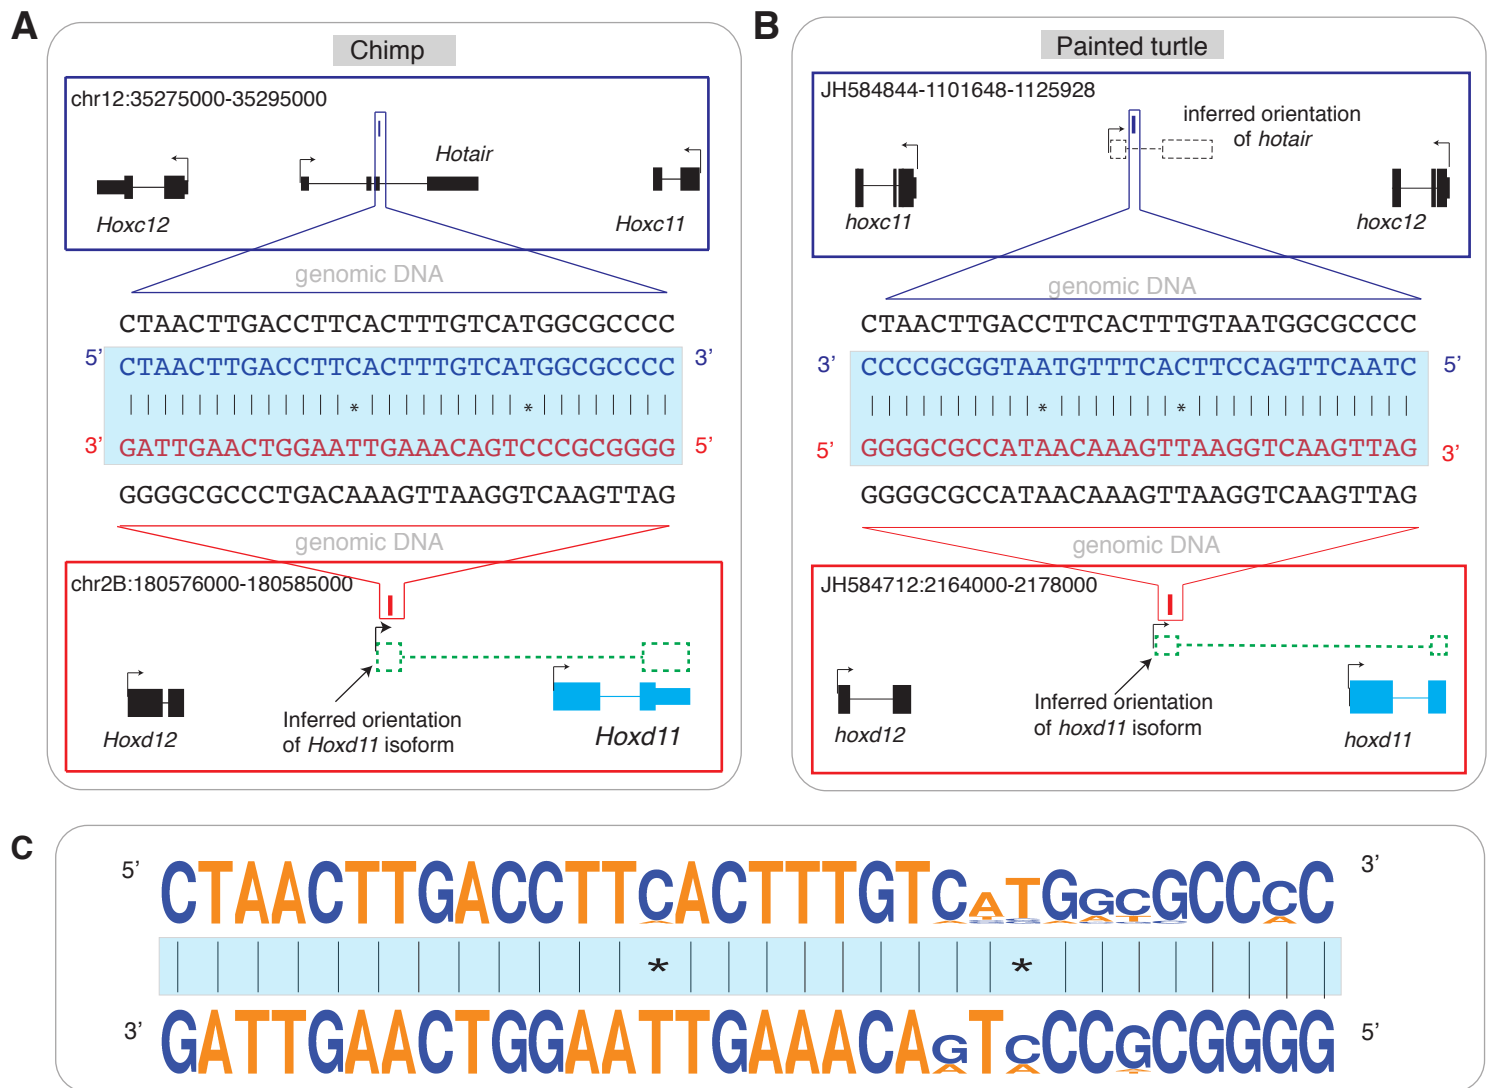 A
Chimp
chr12:35275000-35295000
Hotair
Hoxc12
Hoxc11
genomic DNA
CTAACTTGACCTTCACTTTGTCATGGCGCCCC
5’ CTAACTTGACCTTCACTTTGTCATGGCGCCCC 3’
* *
3’ GATTGAACTGGAATTGAAACAGTCCCGCGGGG 5’
GGGGCGCCCTGACAAAGTTAAGGTCAAGTTAG
genomic DNA
chr2B:180576000-180585000
Hoxd12
Inferred orientation
of Hoxd11 isoform
Hoxd11
B
Painted turtle
JH584844-1101648-1125928
inferred orientation
of hotair
hoxc11
hoxc12
genomic DNA
CTAACTTGACCTTCACTTTGTAATGGCGCCCC
3’ CCCCGCGGTAATGTTTCACTTCCAGTTCAATC 5’
* *
5’ GGGGCGCCATAACAAAGTTAAGGTCAAGTTAG 3’
GGGGCGCCATAACAAAGTTAAGGTCAAGTTAG
genomic DNA
JH584712:2164000-2178000
hoxd12
Inferred orientation
of hoxd11 isoform
hoxd11
C
5’ CTAACTTGACCTTCACTTTGTCATGGCGCCCC 3’
* *
3’ GATTGAACTGGAATTGAAACAGTCCCGCGGGG 5’